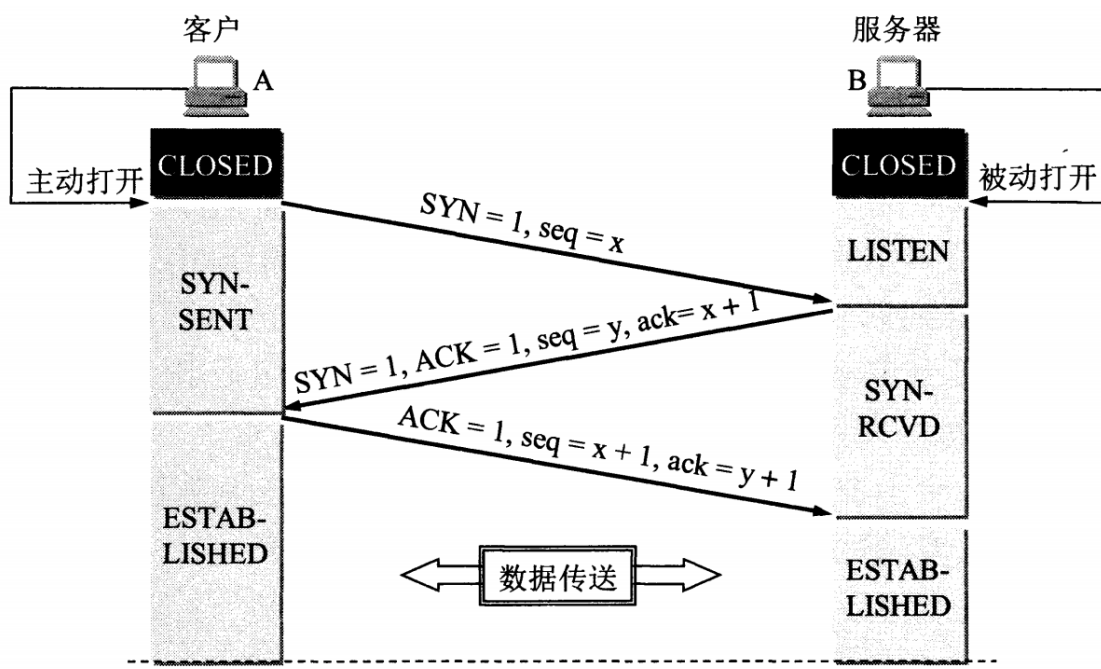 客户
服务器
A
B
CLOSED
CLOSED
主动打开
被动打开
SYN = 1, seq = x
LISTEN
SYN-
SENT
SYN = 1, ACK = 1, seq = y, ack= x + 1
SYN-
RCVD
ACK = 1, seq = x + 1, ack = y + 1
ESTAB-
LISHED
数据传送
ESTAB-
LISHED